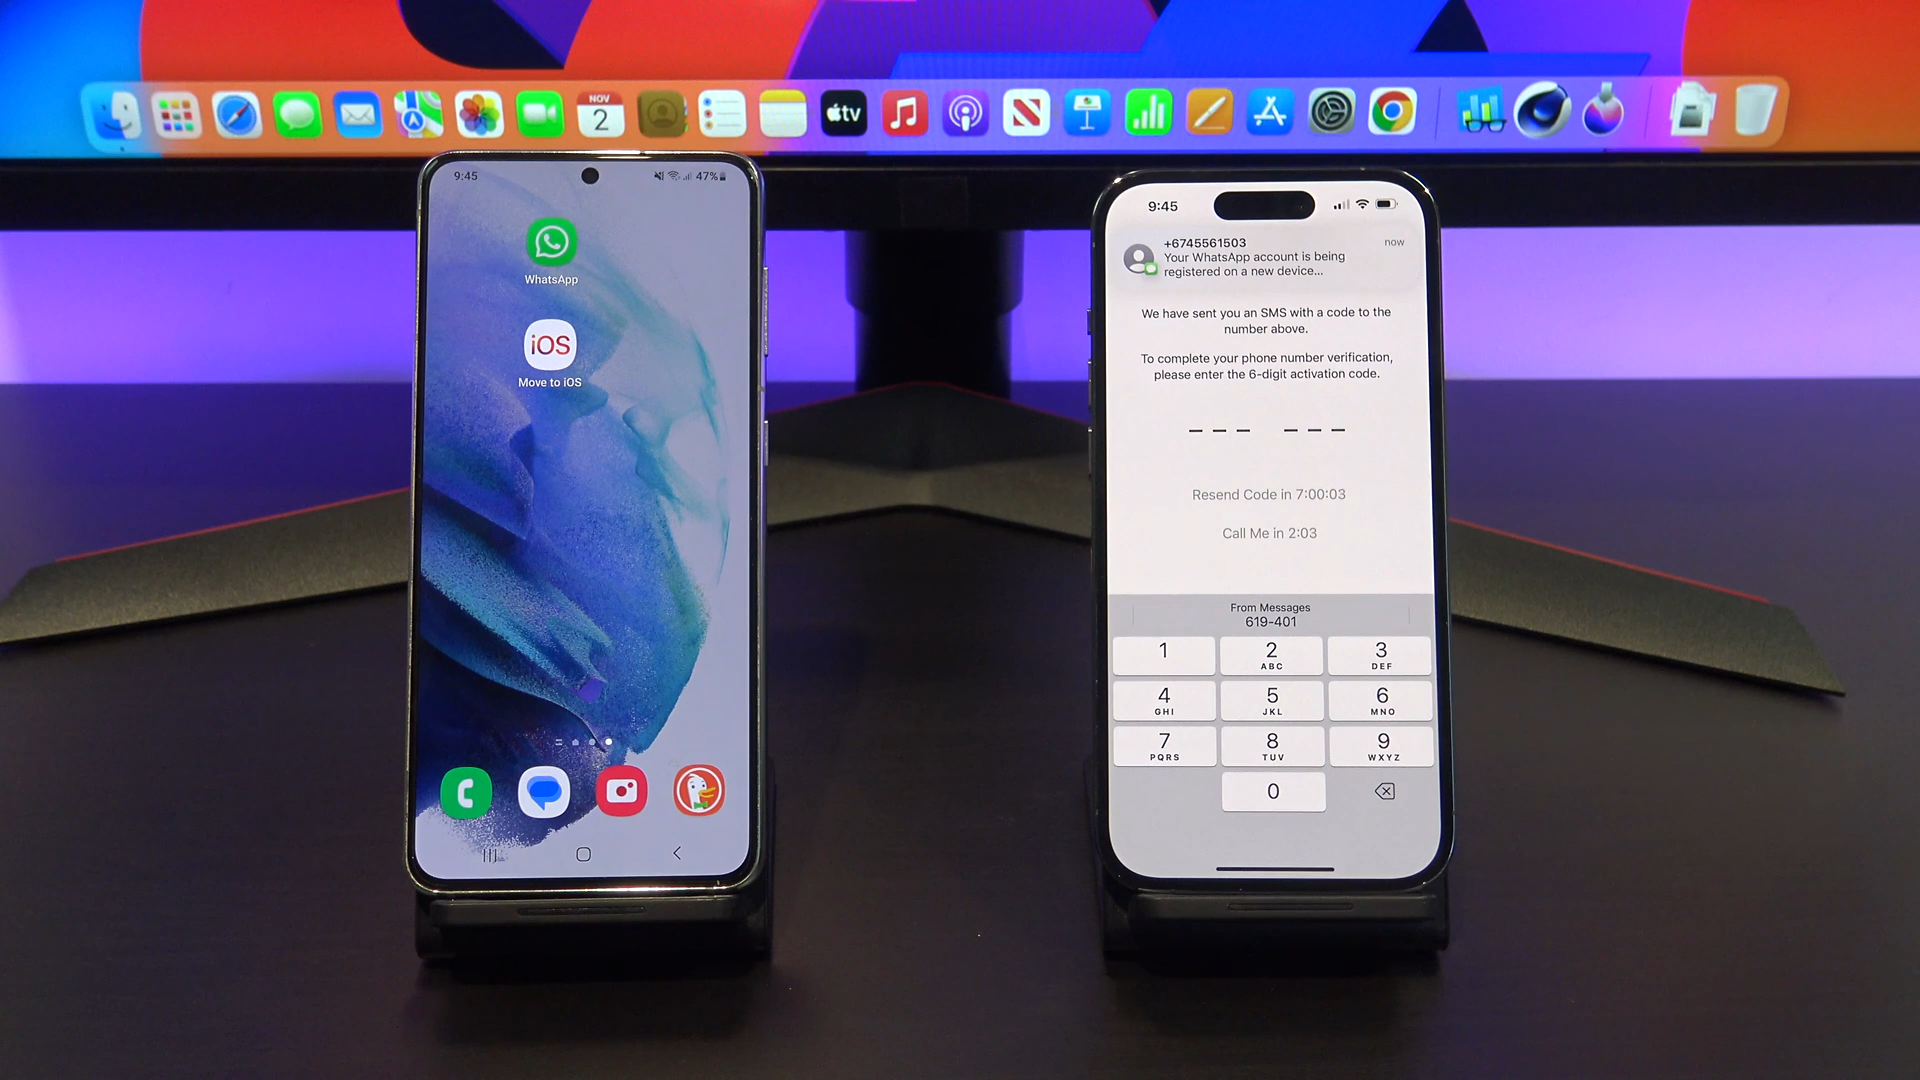 NOV
2
tv
9:45
47%
WhatsApp
iOS
Move to iOS
9:45
+6745561503
now
Your WhatsApp account is being
registered on a new device...
We have sent you an SMS with a code to the
number above.
To complete your phone number verification,
please enter the 6-digit activation code.
Resend Code in 7:00:03
Call Me in 2:03
From Messages
619-401
1
2
ABC
3
DEF
4
GHI
5
JKL
6
MNO
7
PQRS
8
TUV
9
WXYZ
0